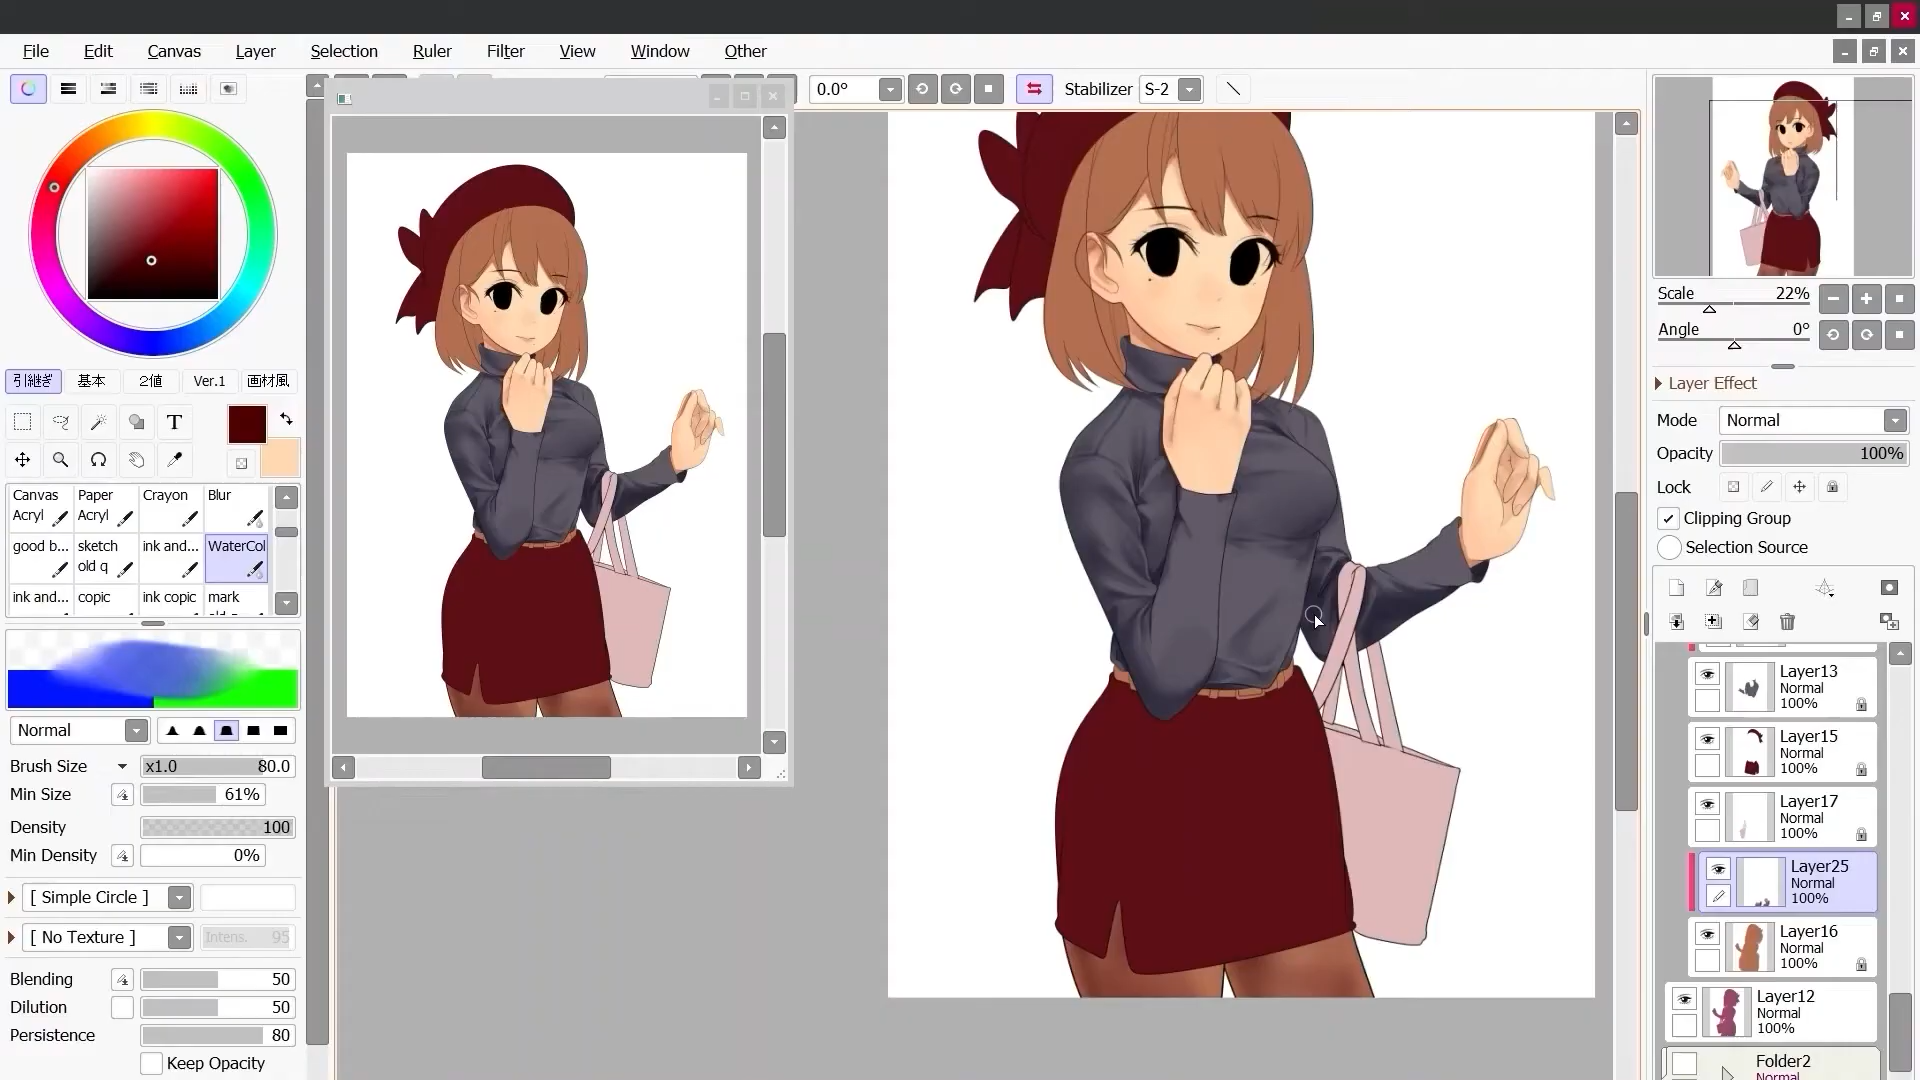 File Edit Canvas Layer Selection Ruler Filter View Window Other
0.0° Stabilizer S-2
引継ぎ 基本 2値 Ver.1 画材風
T
Canvas Acryl
Paper Acryl
Crayon
Blur
good b...
sketch old q
ink and...
WaterCol
ink and...
copic
ink copic
mark
Normal
Brush Size x1.0 80.0
Min Size 61%
Density 100
Min Density 0%
[ Simple Circle ]
[ No Texture ] Intens. 95
Blending 50
Dilution 50
Persistence 80
Keep Opacity
Scale 22%
Angle 0°
Layer Effect
Mode Normal
Opacity 100%
Lock
Clipping Group
Selection Source
Layer13
Normal
100%
Layer15
Normal
100%
Layer17
Normal
100%
Layer25
Normal
100%
Layer16
Normal
100%
Layer12
Normal
100%
Folder2
Normal